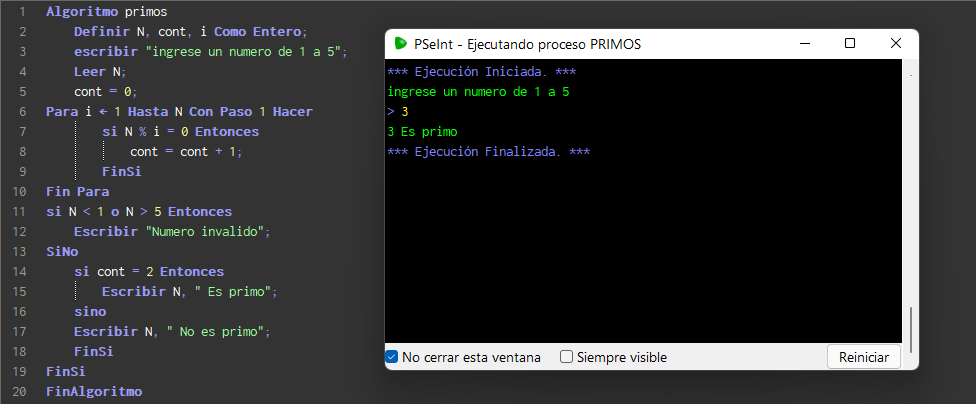 1 Algoritmo primos
2 Definir N, cont, i Como Entero;
3 escribir "ingrese un numero de 1 a 5";
4 Leer N;
5 cont = 0;
6 Para i ← 1 Hasta N Con Paso 1 Hacer
7 si N % i = 0 Entonces
8 cont = cont + 1;
9 FinSi
10 Fin Para
11 si N < 1 o N > 5 Entonces
12 Escribir "Numero invalido";
13 SiNo
14 si cont = 2 Entonces
15 Escribir N, " Es primo";
16 sino
17 Escribir N, " No es primo";
18 FinSi
19 FinSi
20 FinAlgoritmo
PSeInt - Ejecutando proceso PRIMOS
*** Ejecución Iniciada. ***
ingrese un numero de 1 a 5
> 3
3 Es primo
*** Ejecución Finalizada. ***
No cerrar esta ventana
Siempre visible
Reiniciar